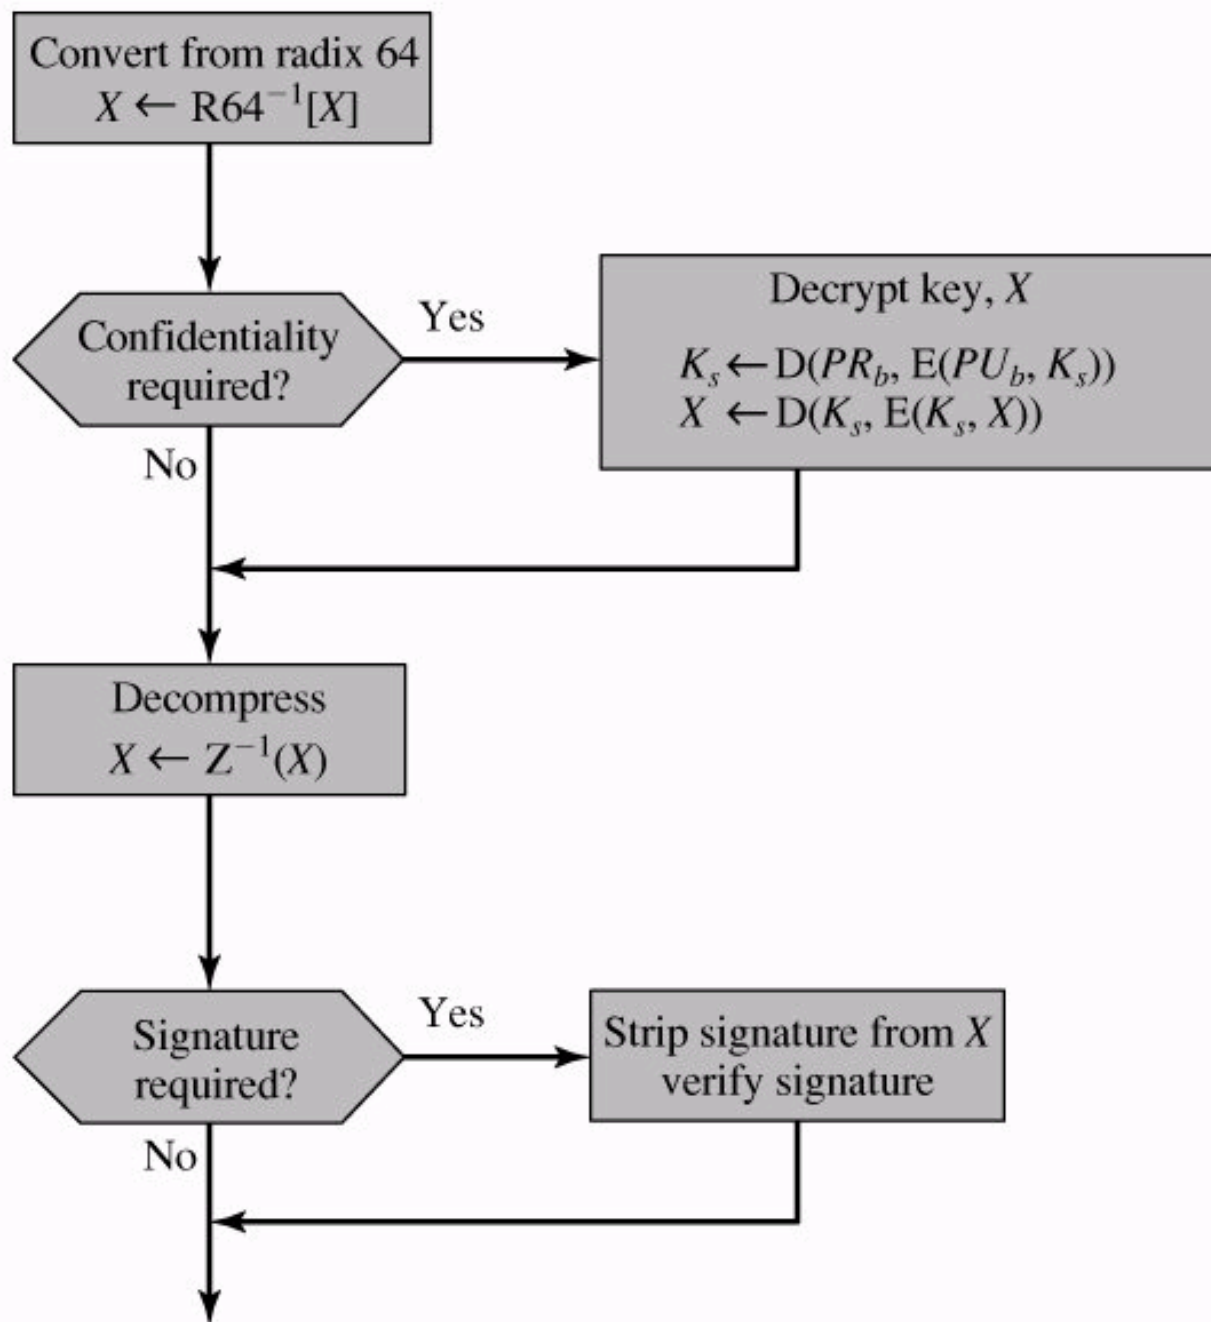 Convert from radix 64
X ← R64⁻¹[X]
Confidentiality
required?
Yes
No
Decrypt key, X
Kₛ ← D(PR_b, E(PU_b, Kₛ))
X ← D(Kₛ, E(Kₛ, X))
Decompress
X ← Z⁻¹(X)
Signature
required?
Yes
No
Strip signature from X
verify signature